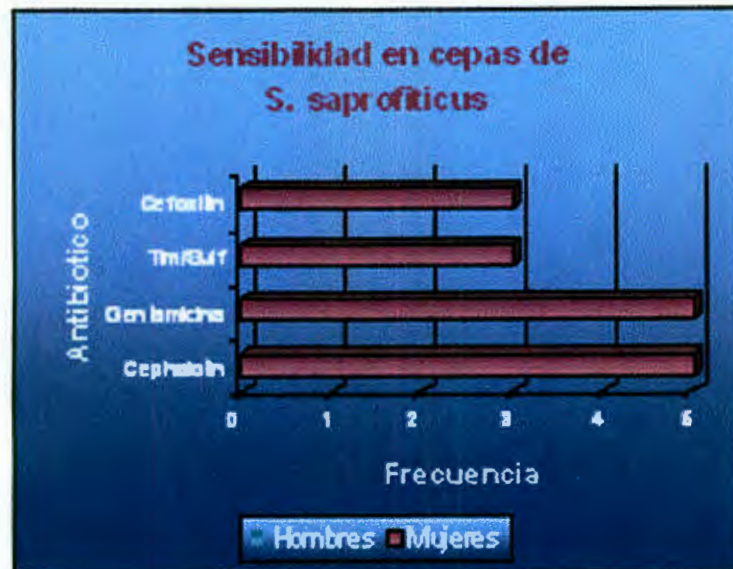 Sensibilidad en cepas de
S. saprofiticus
Antibiotico
Cefoxitin
Tim/Sulf
Gentamicina
Cephalotin
0 1 2 3 4 5
Frecuencia
Hombres Mujeres